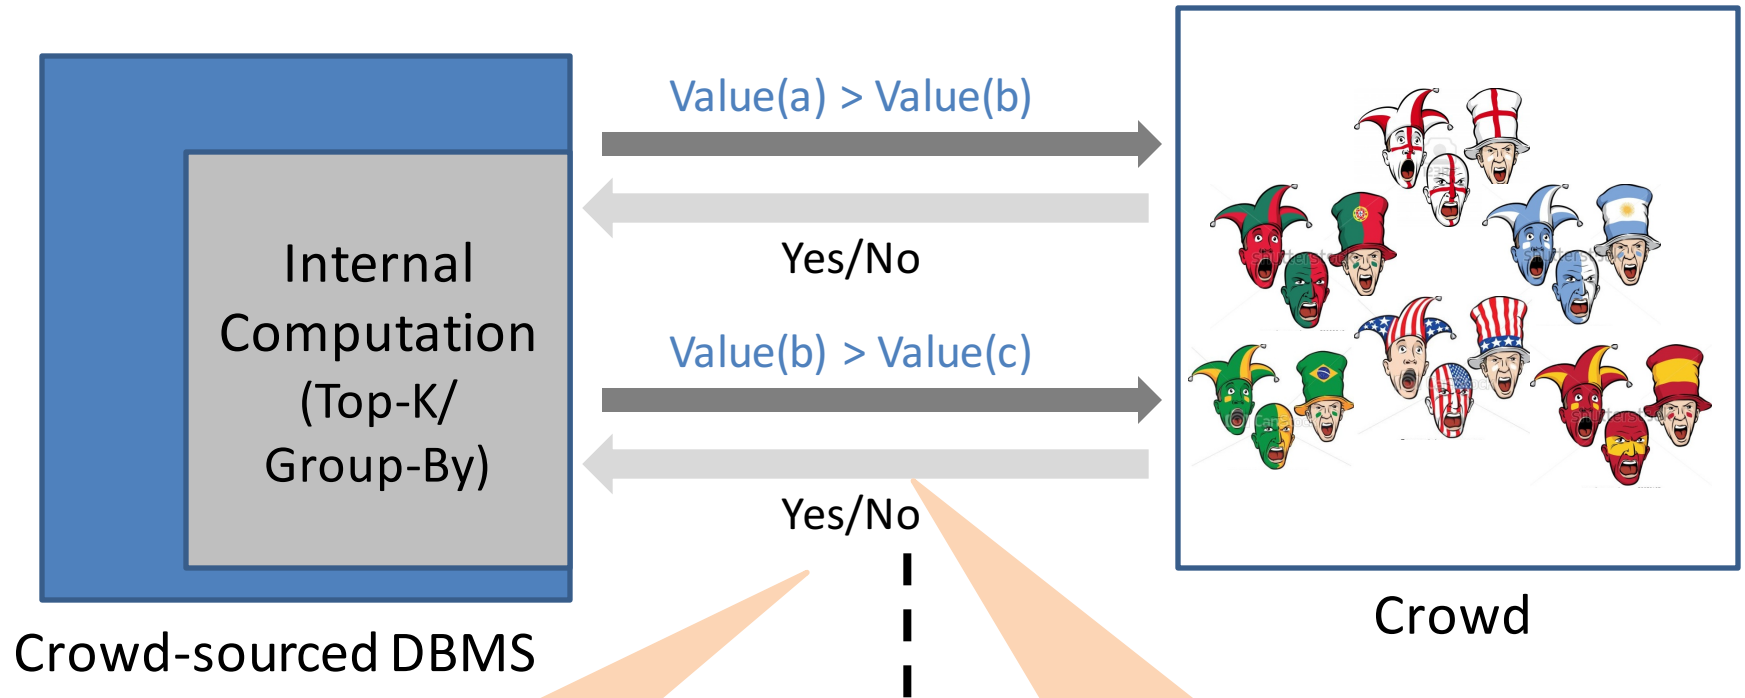 Value(a) > Value(b)
Yes/No
Internal
Computation
(Top-K/
Group-By)
Value(b) > Value(c)
Yes/No
Crowd-sourced DBMS
Crowd